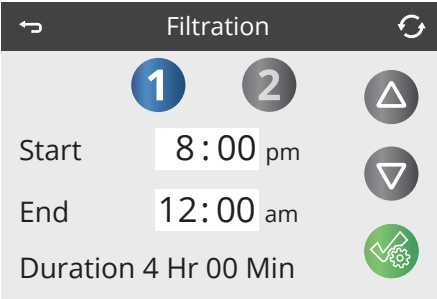 Filtration
1 2
Start 8:00 pm
End 12:00 am
Duration 4 Hr 00 Min